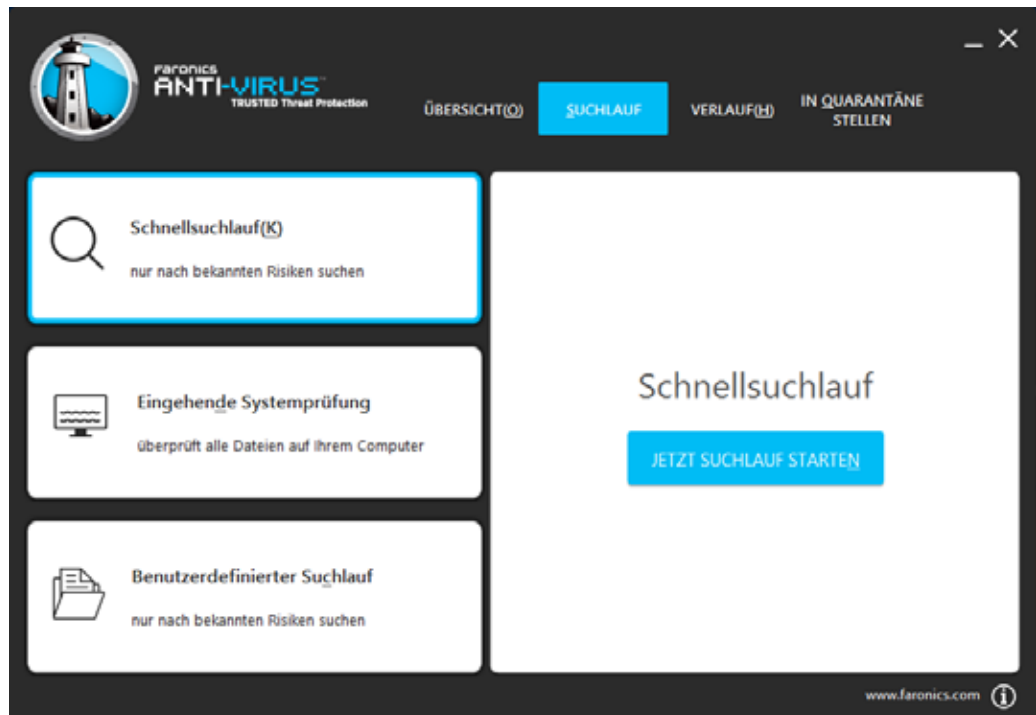 Faronics
ANTI-VIRUS™
TRUSTED Threat Protection
ÜBERSICHT(O)
SUCHLAUF
VERLAUF(H)
IN QUARANTÄNE
STELLEN
Schnellsuchlauf(K)
nur nach bekannten Risiken suchen
Eingehende Systemprüfung
überprüft alle Dateien auf Ihrem Computer
Benutzerdefinierter Suchlauf
nur nach bekannten Risiken suchen
Schnellsuchlauf
JETZT SUCHLAUF STARTEN
www.faronics.com